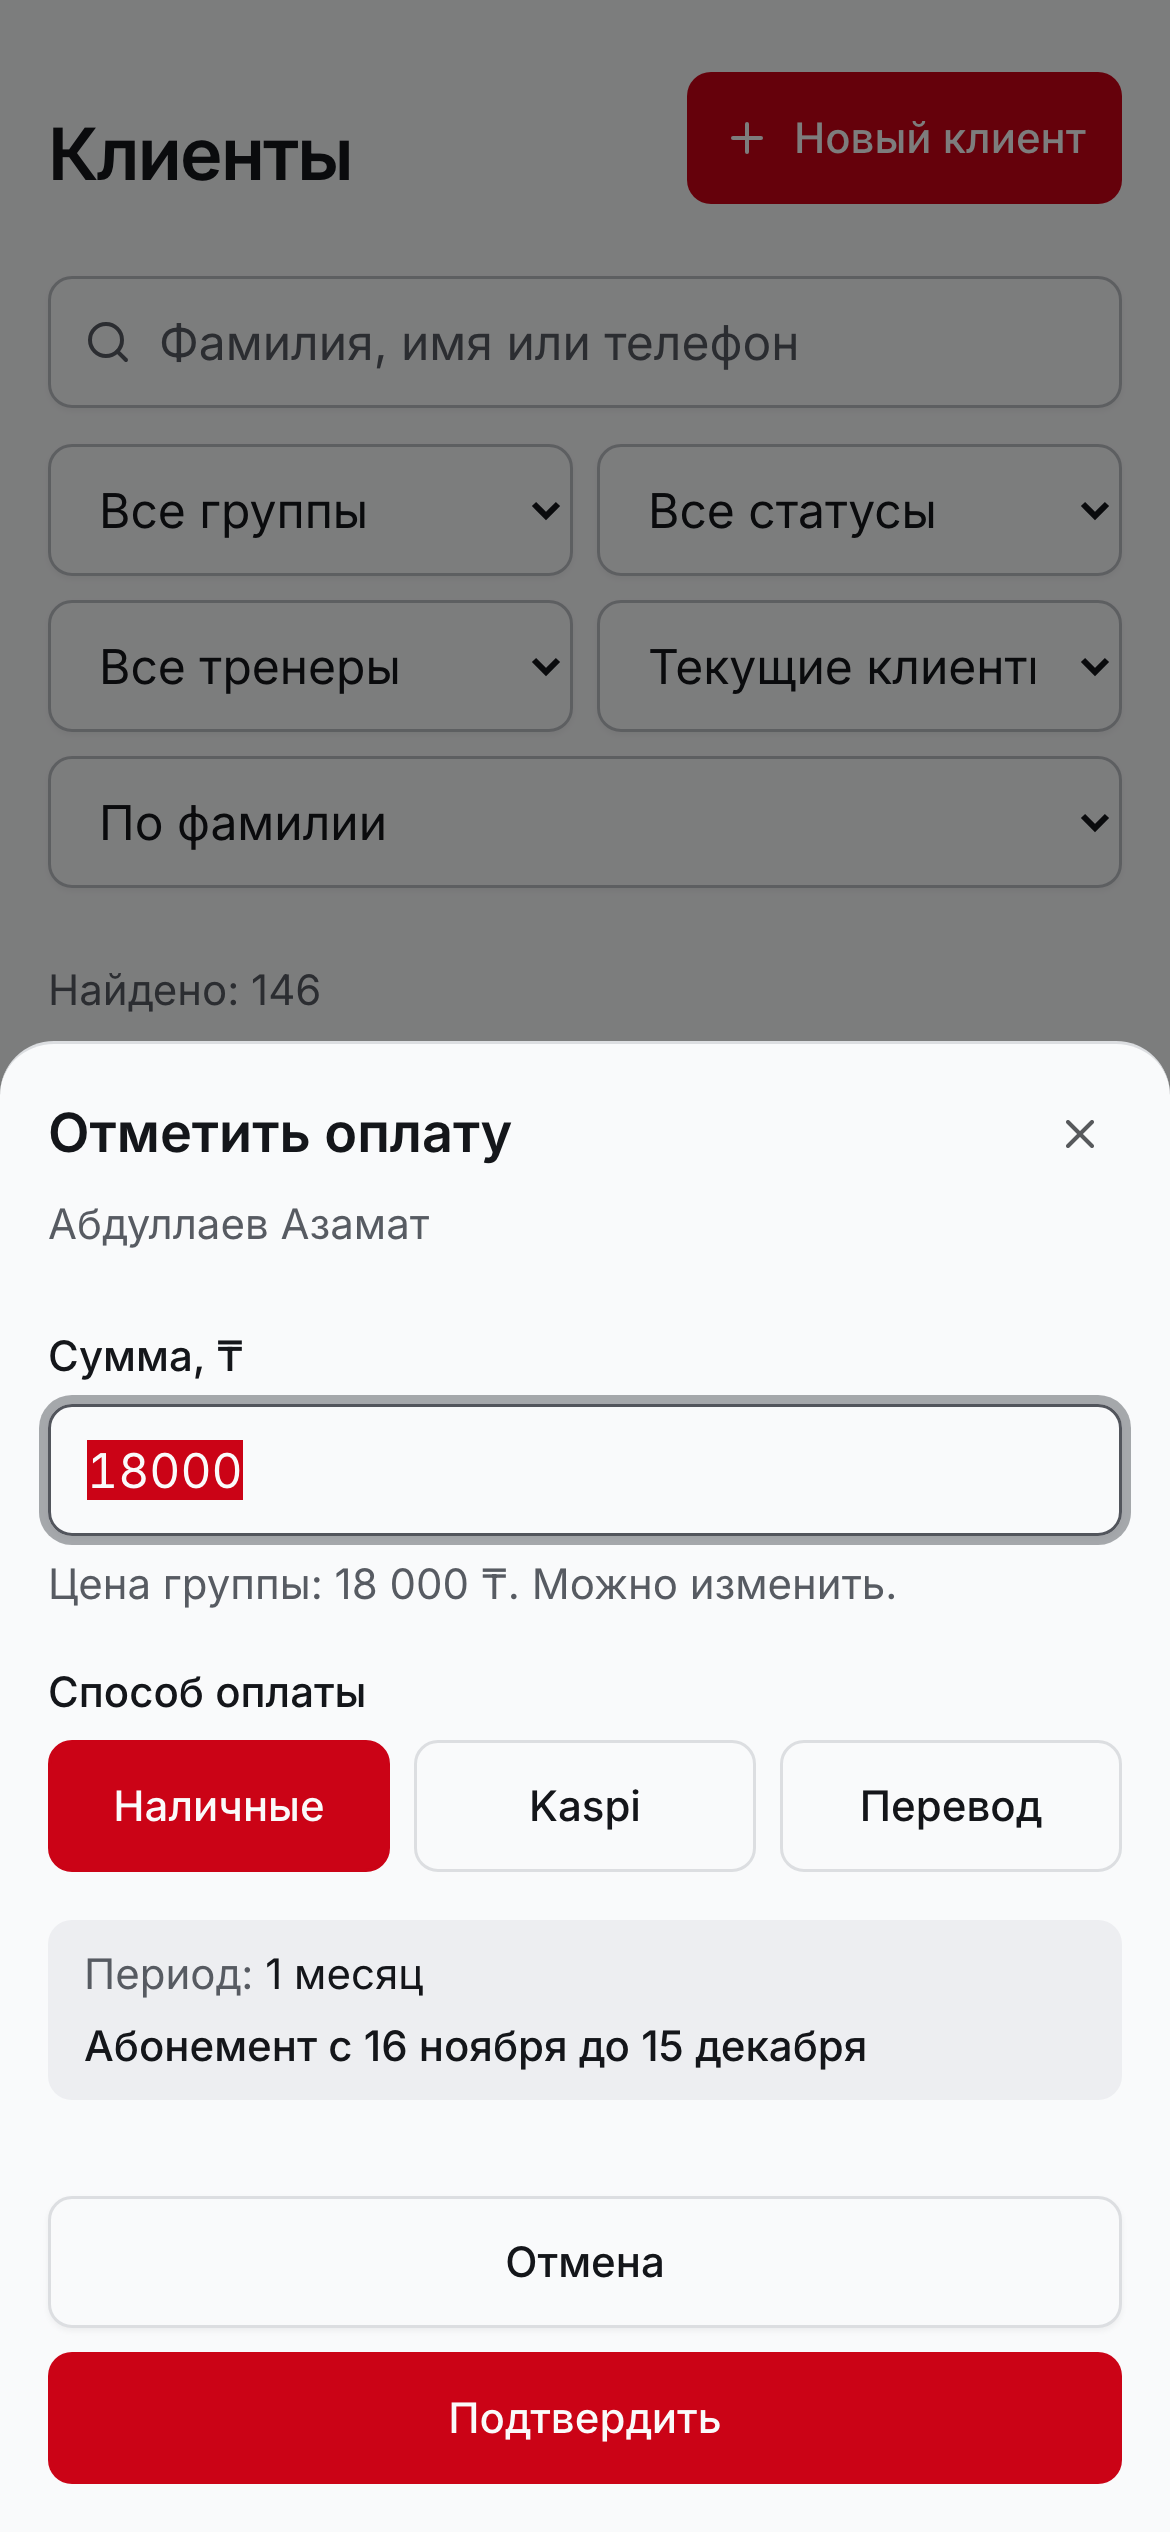 Клиенты
Новый клиент
Фамилия, имя или телефон
Все группы
Все статусы
Все тренеры
Текущие клиенты
По фамилии
Найдено: 146
Отметить оплату
Абдуллаев Азамат
Сумма, ₸
18000
Цена группы: 18 000 ₸. Можно изменить.
Способ оплаты
Наличные
Kaspi
Перевод
Период: 1 месяц
Абонемент с 16 ноября до 15 декабря
Отмена
Подтвердить